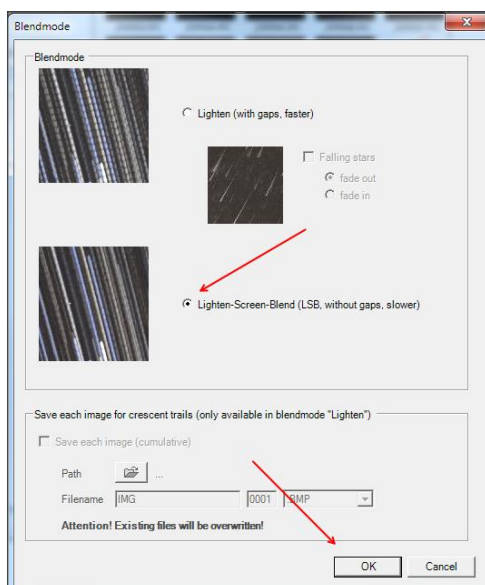 Blendmode
Blendmode
Lighten (with gaps, faster)
Falling stars
fade out
fade in
Lighten-Screen-Blend (LSB, without gaps, slower)
Save each image for crescent trails (only available in blendmode "Lighten")
Save each image (cumulative)
Path ...
Filename IMG 0001 .BMP
Attention! Existing files will be overwritten!
OK Cancel